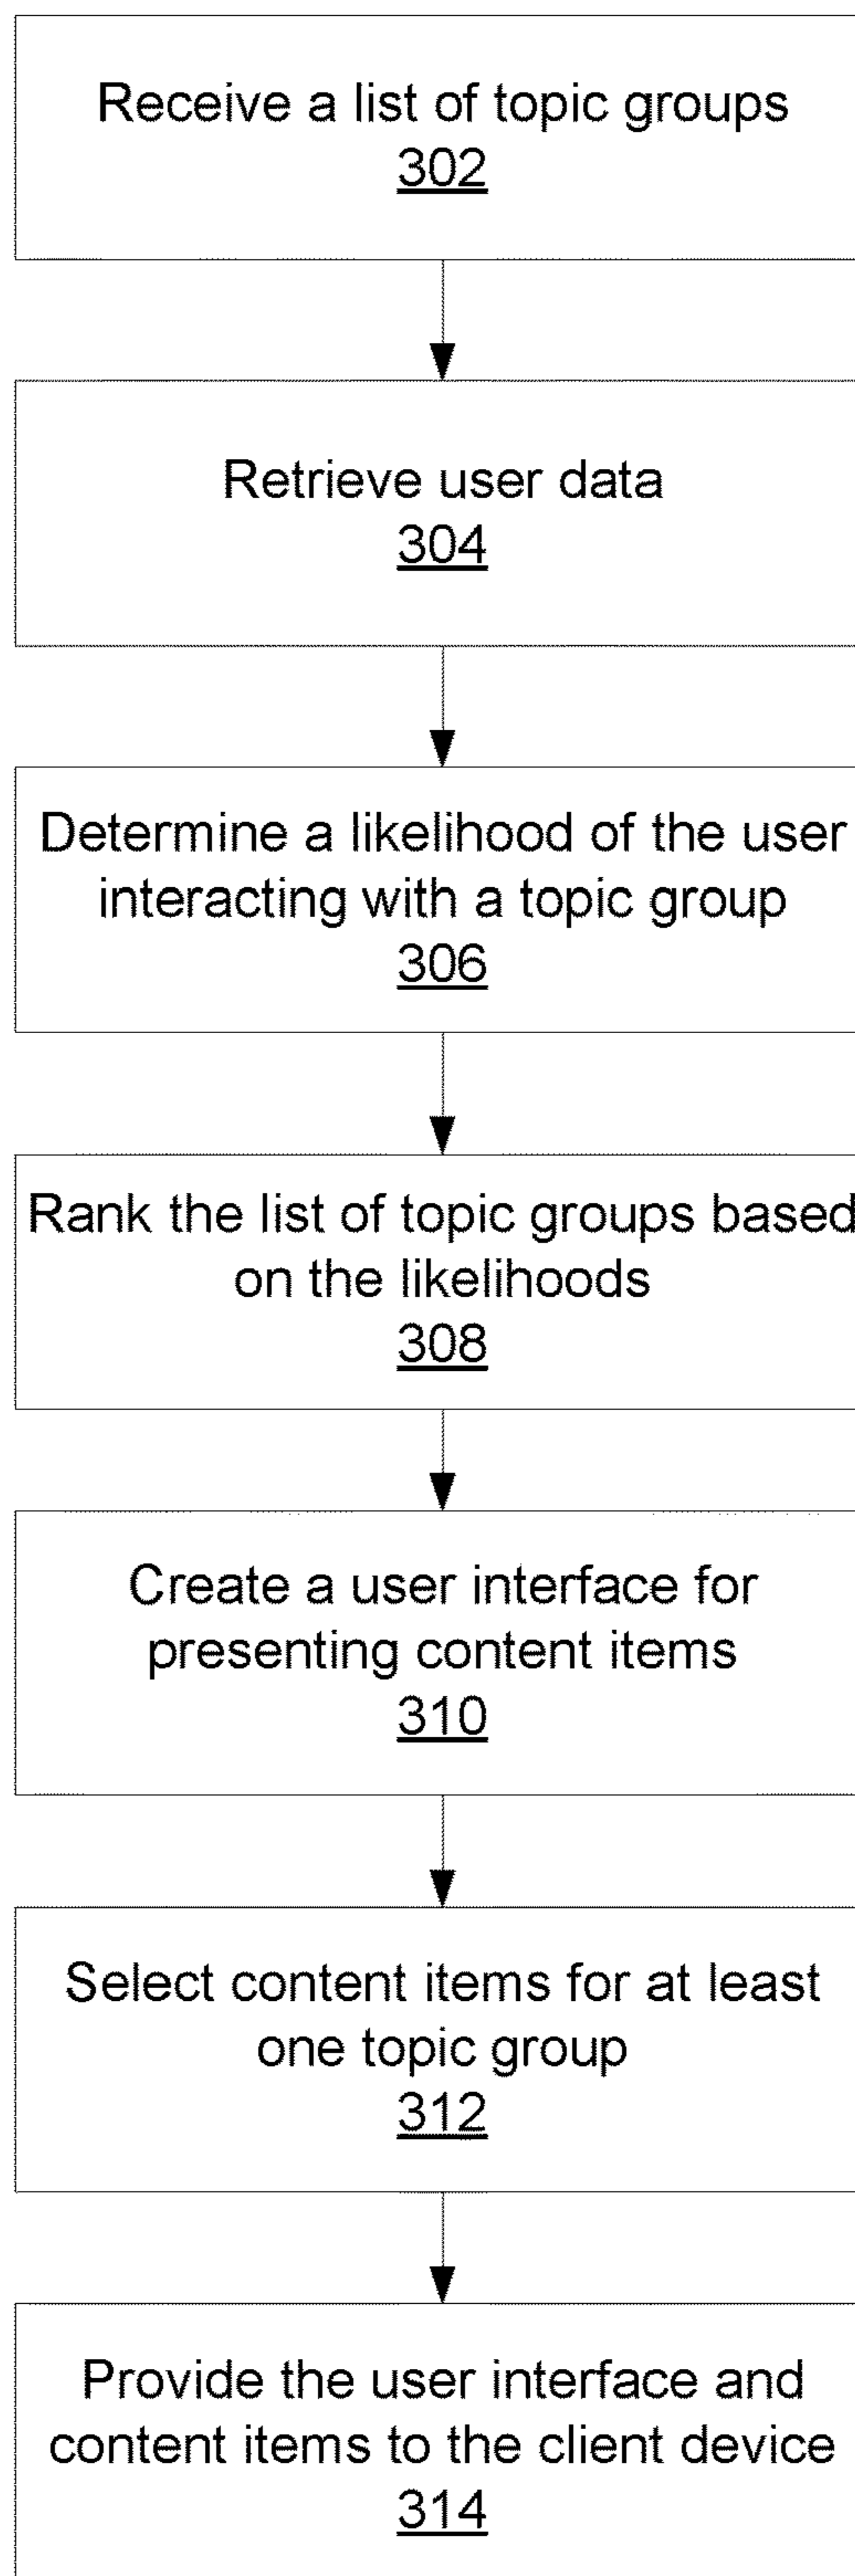 Receive a list of topic groups
302
Retrieve user data
304
Determine a likelihood of the user
interacting with a topic group
306
Rank the list of topic groups based
on the likelihoods
308
Create a user interface for
presenting content items
310
Select content items for at least
one topic group
312
Provide the user interface and
content items to the client device
314